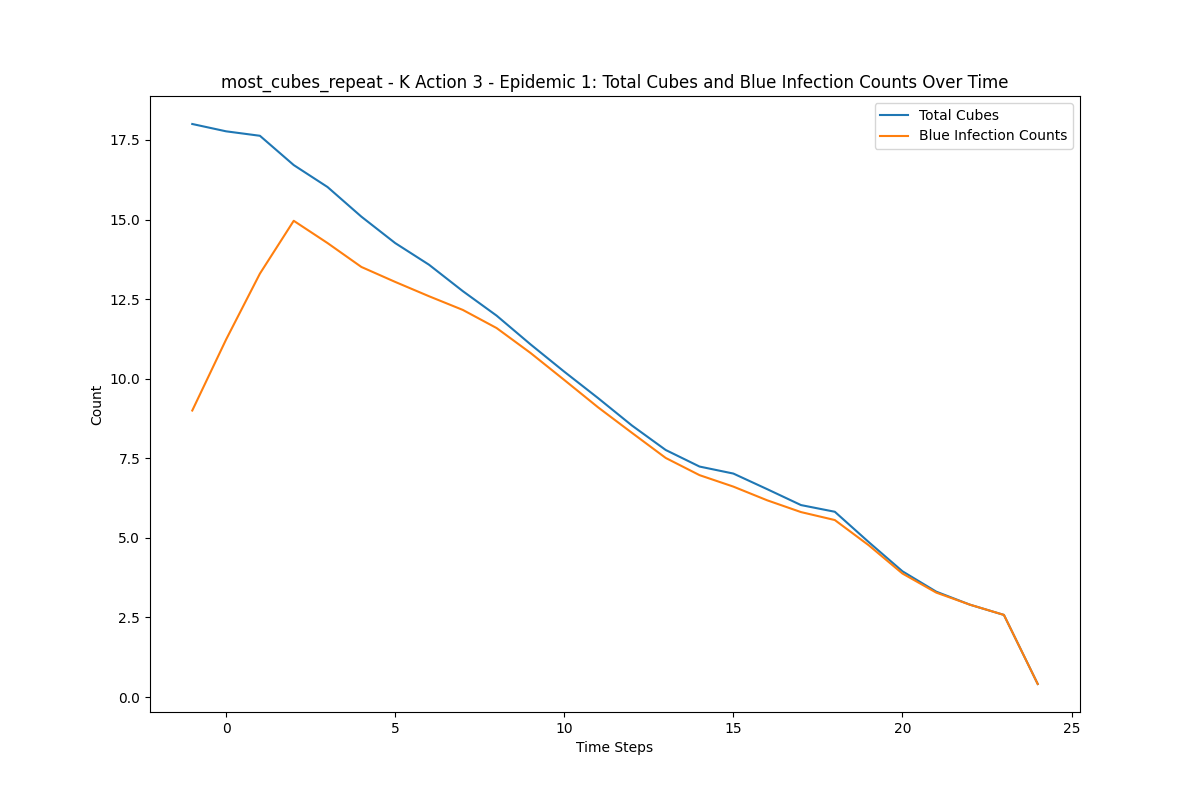 most_cubes_repeat - K Action 3 - Epidemic 1: Total Cubes and Blue Infection Counts Over Time
Total Cubes
Blue Infection Counts
17.5
15.0
12.5
10.0
7.5
5.0
2.5
0.0
Count
0 5 10 15 20 25
Time Steps